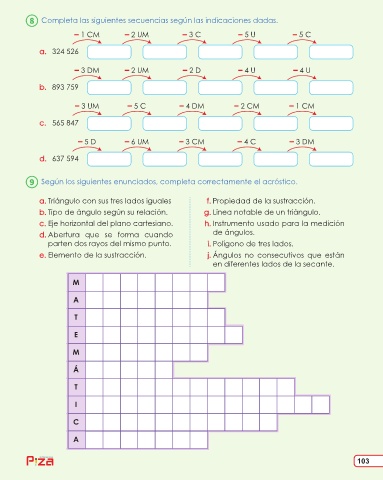 8 Completa las siguientes secuencias según las indicaciones dadas.
− 1 CM − 2 UM − 3 C − 5 U − 5 C
a. 324 526
− 3 DM − 2 UM − 2 D − 4 U − 4 U
b. 893 759
− 3 UM − 5 C − 4 DM − 2 CM − 1 CM
c. 565 847
− 5 D − 6 UM − 3 CM − 4 C − 3 DM
d. 637 594
9 Según los siguientes enunciados, completa correctamente el acróstico.
a. Triángulo con sus tres lados iguales
b. Tipo de ángulo según su relación.
c. Eje horizontal del plano cartesiano.
d. Abertura que se forma cuando
parten dos rayos del mismo punto.
e. Elemento de la sustracción.
f. Propiedad de la sustracción.
g. Línea notable de un triángulo.
h. Instrumento usado para la medición
de ángulos.
i. Polígono de tres lados.
j. Ángulos no consecutivos que están
en diferentes lados de la secante.
M
A
T
E
M
Á
T
I
C
A
P:za
103